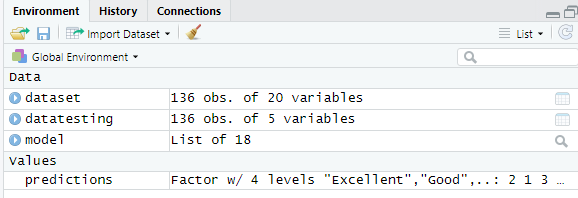 Environment History Connections
Import Dataset List
Global Environment
Data
dataset 136 obs. of 20 variables
datatesting 136 obs. of 5 variables
model List of 18
Values
predictions Factor w/ 4 levels "Excellent","Good",..: 2 1 3 …